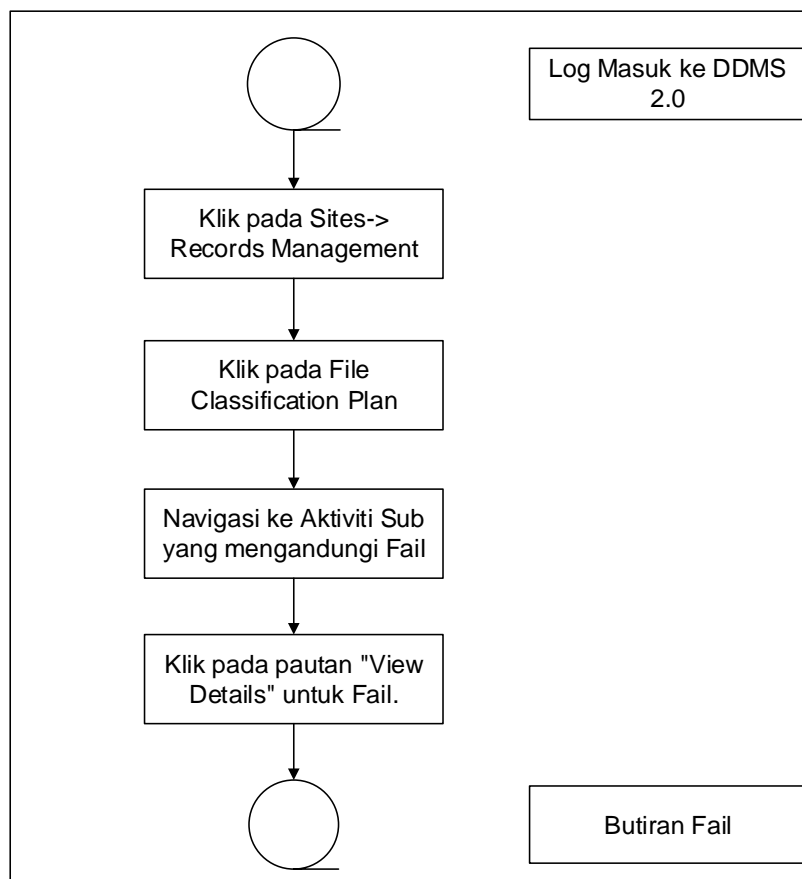 Log Masuk ke DDMS
2.0
Klik pada Sites->
Records Management
Klik pada File
Classification Plan
Navigasi ke Aktiviti Sub
yang mengandungi Fail
Klik pada pautan "View
Details" untuk Fail.
Butiran Fail